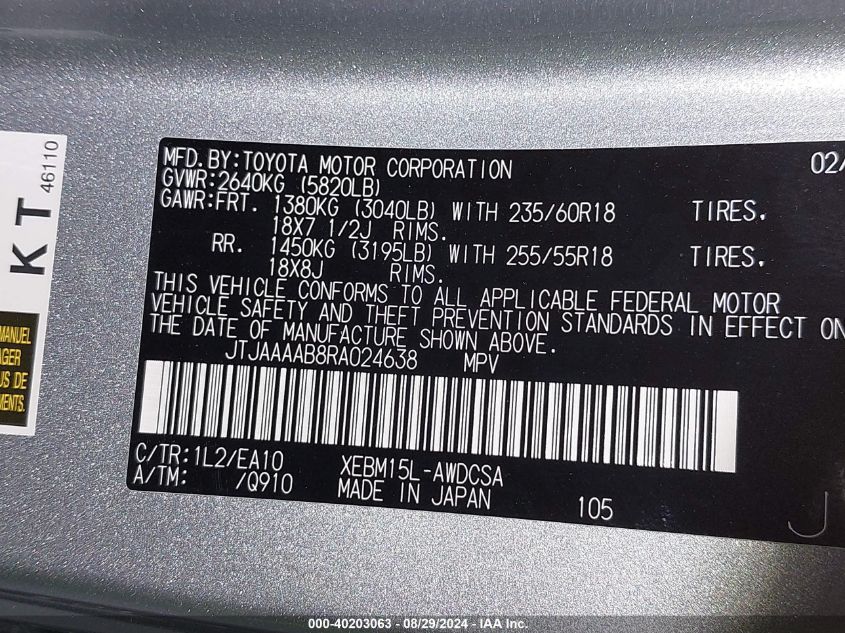 MFD.BY:TOYOTA MOTOR CORPORATION 02/
GVWR:2640KG (5820LB)
GAWR:FRT. 1380KG (3040LB) WITH 235/60R18 TIRES.
18X7 1/2J RIMS.
RR. 1450KG (3195LB) WITH 255/55R18 TIRES.
18X8J RIMS.
THIS VEHICLE CONFORMS TO ALL APPLICABLE FEDERAL MOTOR
VEHICLE SAFETY AND THEFT PREVENTION STANDARDS IN EFFECT ON
THE DATE OF MANUFACTURE SHOWN ABOVE.
JTJAAAAB8RA024638 MPV
C/TR:1L2/EA10 XEBM15L-AWDCSA
A/TM: /Q910 MADE IN JAPAN 105
J
KT
46110
MANUEL
AGER
US DE
MENTS.
000-40203063 - 08/29/2024 - IAA Inc.